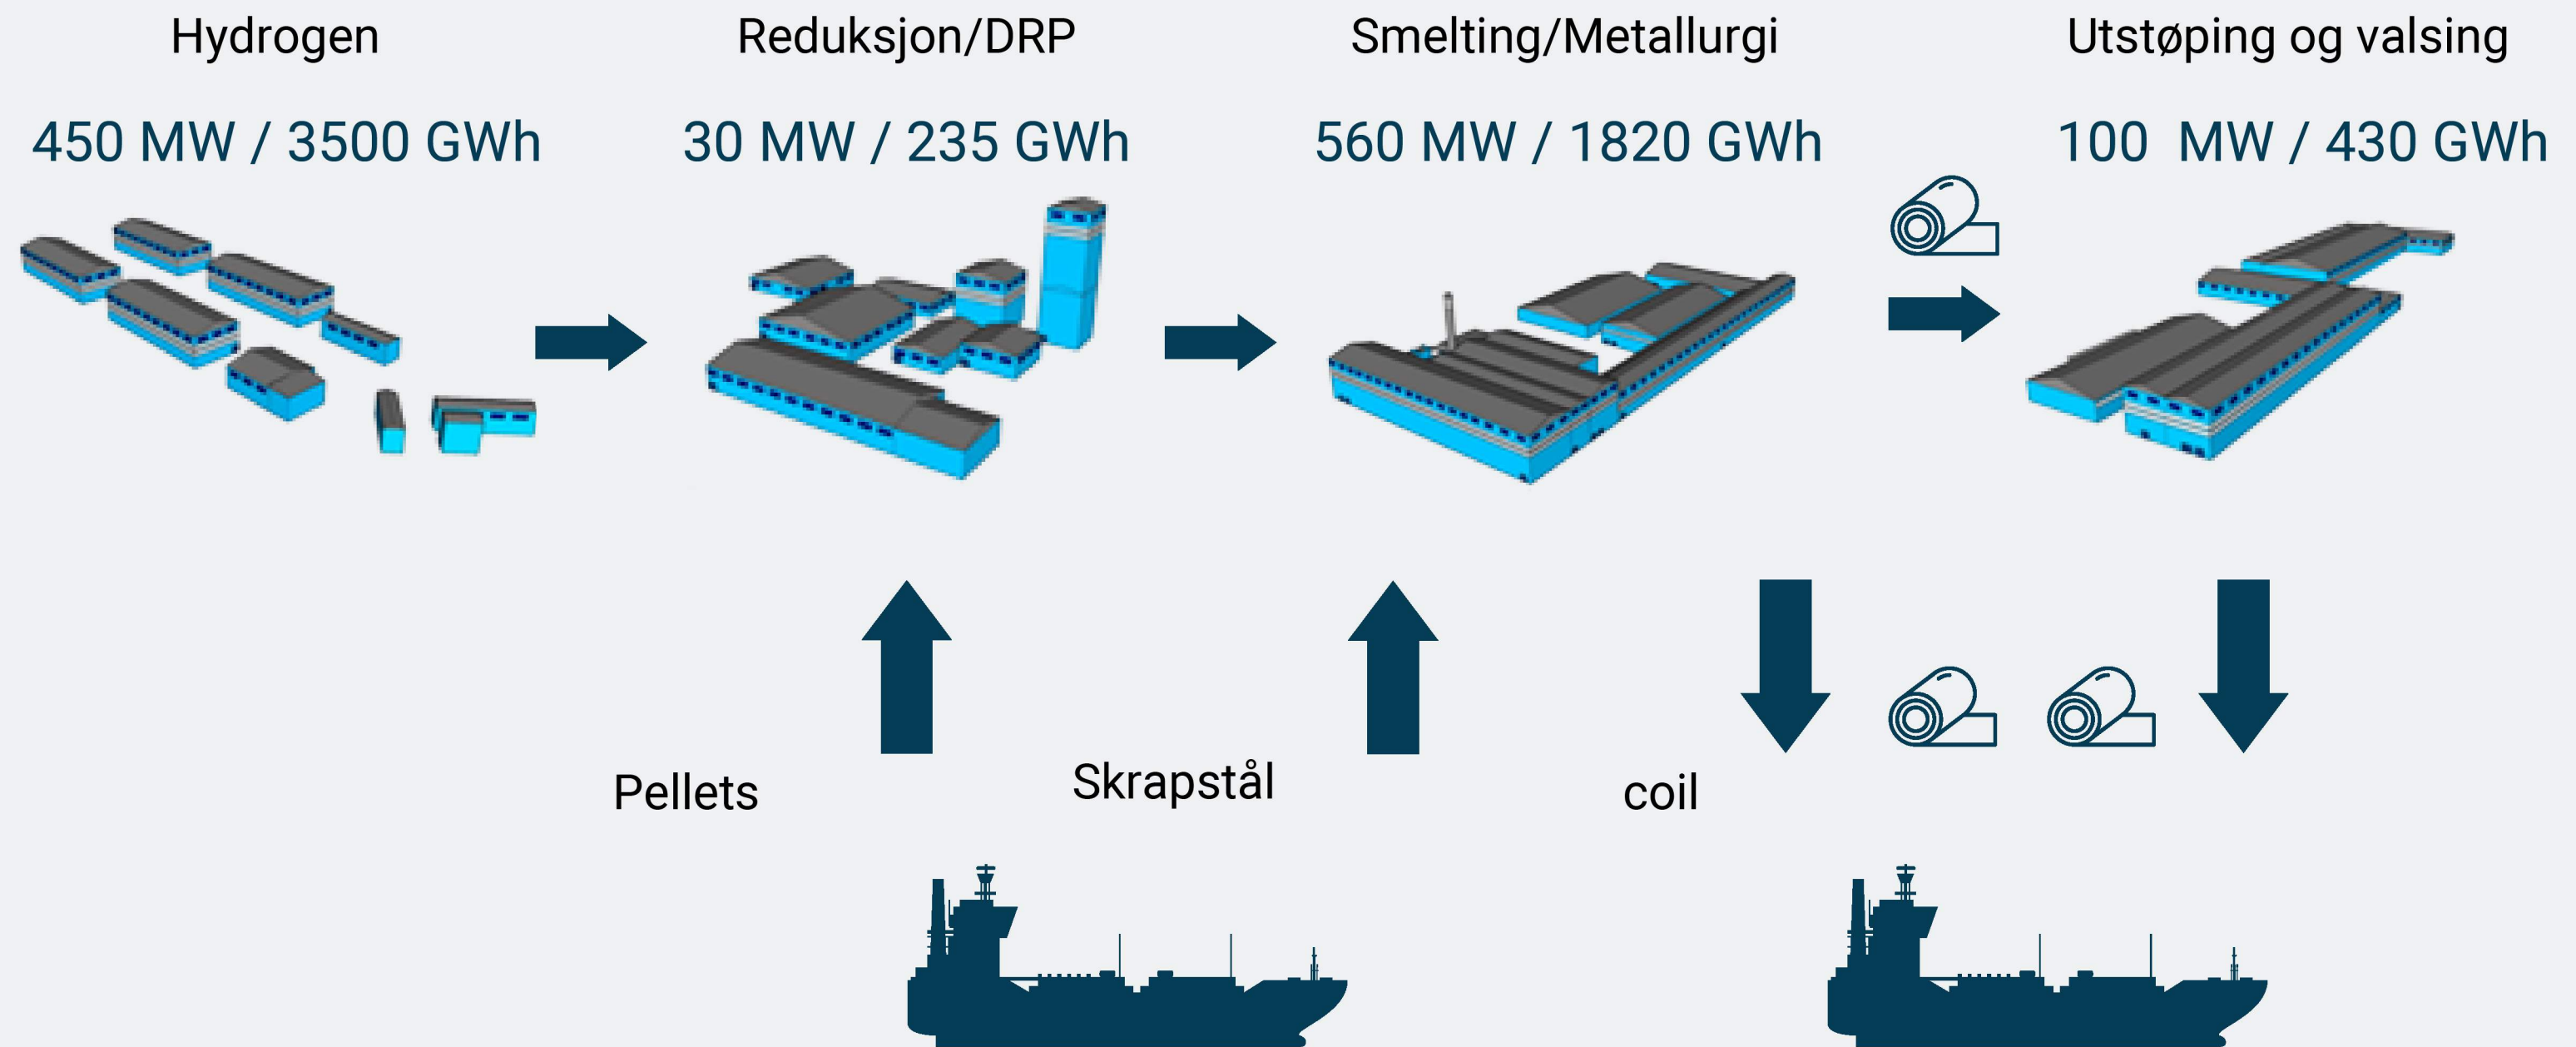 Hydrogen
Reduksjon/DRP
Smelting/Metallurgi
Utstøping og valsing
450 MW / 3500 GWh
30 MW / 235 GWh
560 MW / 1820 GWh
100 MW / 430 GWh
Pellets
Skrapstål
coil